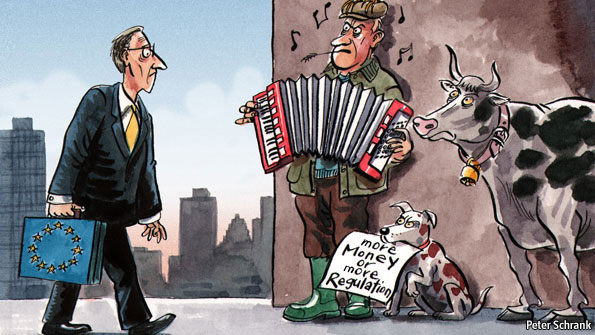 more
Money
or
more
Regulation
Peter Schrank